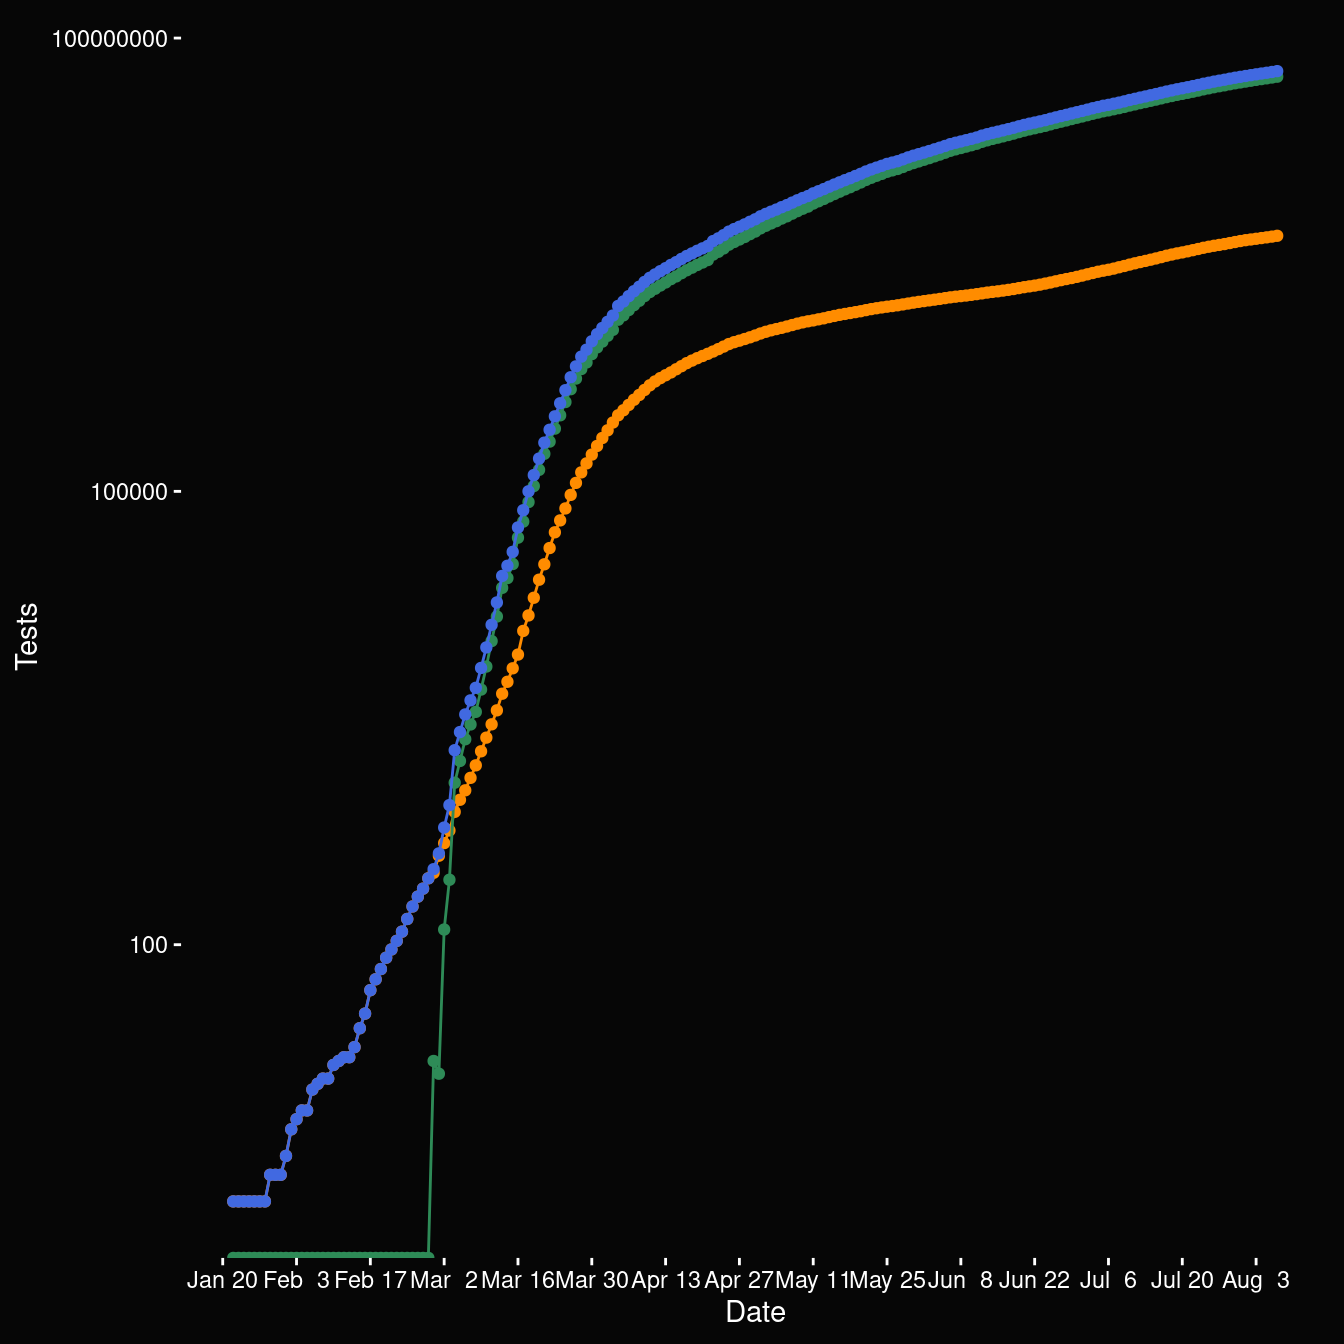 100000000
100000
100
Tests
Jan 20 Feb 3 Feb 17 Mar 2 Mar 16 Mar 30 Apr 13 Apr 27 May 11 May 25 Jun 8 Jun 22 Jul 6 Jul 20 Aug 3
Date